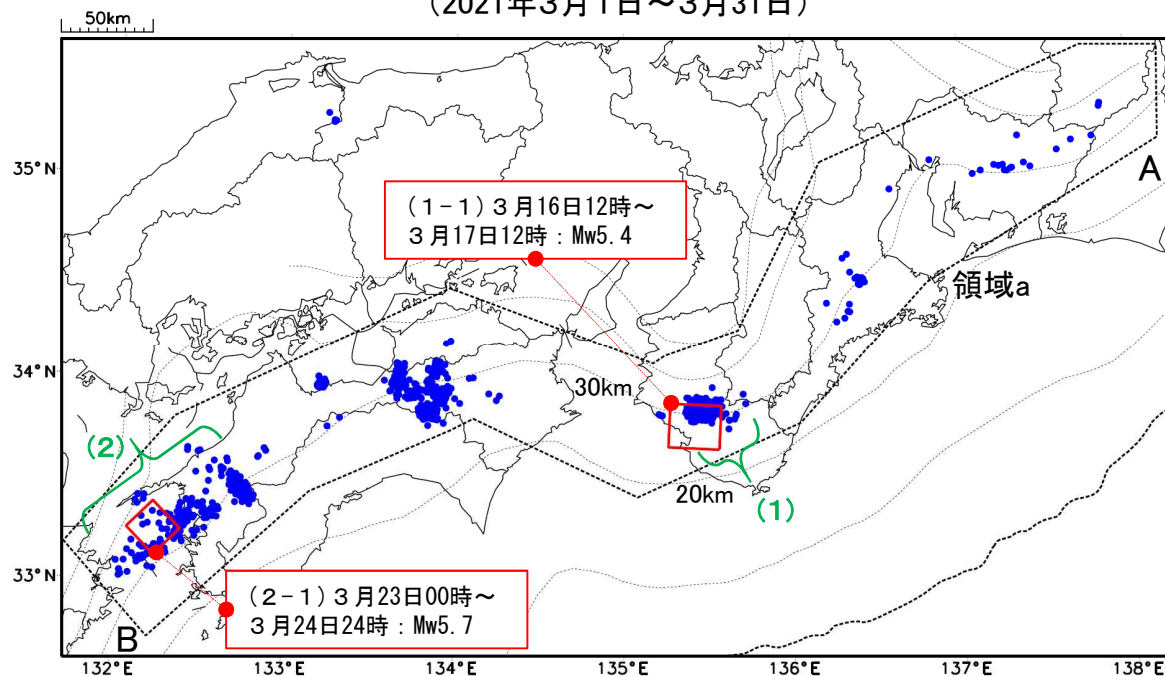 (2021年3月1日～3月31日)
50km
35°N
A
(1-1)3月16日12時～
3月17日12時：Mw5.4
領域a
34°N
30km
(2)
20km
(1)
33°N
(2-1)3月23日00時～
3月24日24時：Mw5.7
B
132°E
133°E
134°E
135°E
136°E
137°E
138°E